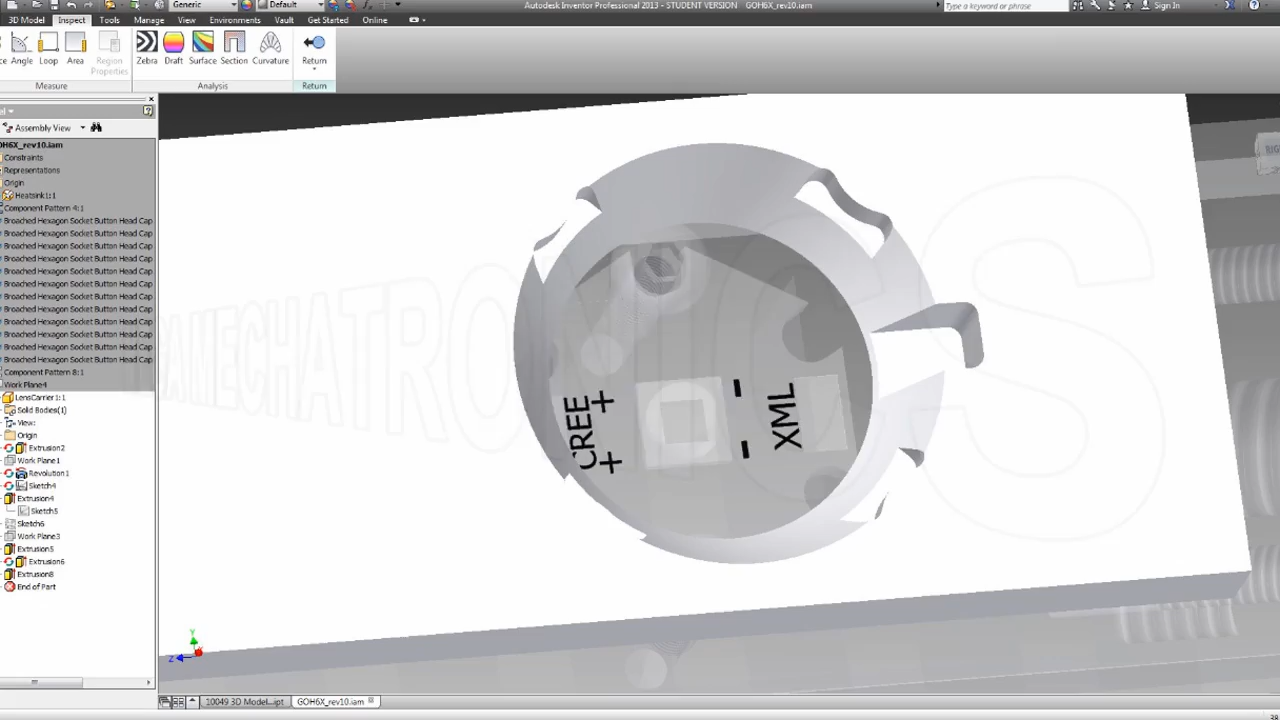 Generic
Default
Autodesk Inventor Professional 2013 - STUDENT VERSION GOH6X_rev10.iam
Type a keyword or phrase
Sign In
3D Model Inspect Tools Manage View Environments Vault Get Started Online
Angle Loop Area Region Properties Zebra Draft Surface Section Curvature Return
Measure Analysis Return
Assembly View
Constraints
Representations
Origin
Heatsink1:1
Component Pattern 4:1
Broached Hexagon Socket Button Head Cap
Broached Hexagon Socket Button Head Cap
Broached Hexagon Socket Button Head Cap
Broached Hexagon Socket Button Head Cap
Broached Hexagon Socket Button Head Cap
Broached Hexagon Socket Button Head Cap
Broached Hexagon Socket Button Head Cap
Broached Hexagon Socket Button Head Cap
Broached Hexagon Socket Button Head Cap
Broached Hexagon Socket Button Head Cap
Broached Hexagon Socket Button Head Cap
Broached Hexagon Socket Button Head Cap
Component Pattern 8:1
Work Plane4
LensCarrier1:1
Solid Bodies(1)
View:
Origin
Extrusion2
Work Plane1
Revolution1
Sketch4
Extrusion4
Sketch5
Sketch6
Work Plane3
Extrusion5
Extrusion6
Extrusion8
End of Part
CREE
+
+
-
-
XML
Y
Z
10049 3D Model...ipt GOH6X_rev10.iam